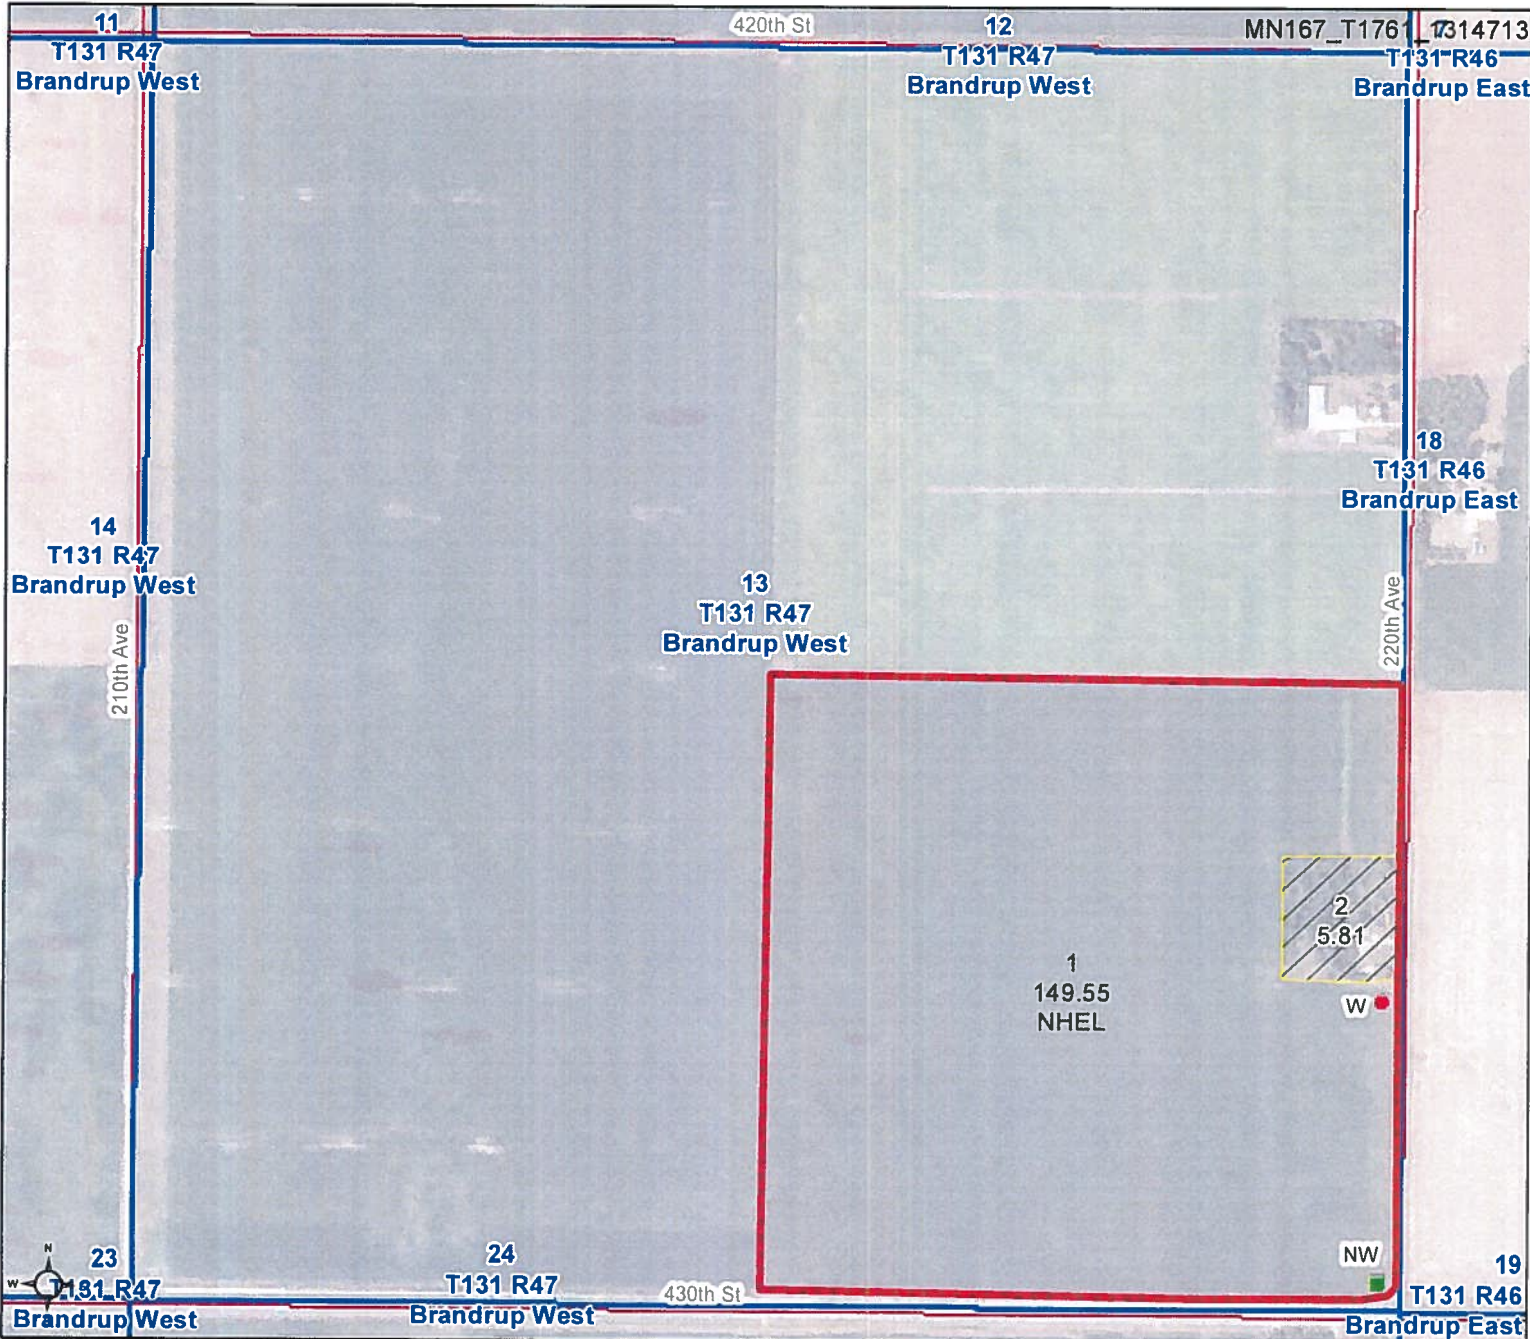 11
T131 R47
Brandrup West
420th St
12
T131 R47
Brandrup West
MN167_T1761_1314713
7
T131 R46
Brandrup East
18
T131 R46
Brandrup East
14
T131 R47
Brandrup West
13
T131 R47
Brandrup West
220th Ave
210th Ave
2
5.81
1
149.55
NHEL
W
NW
N
W
23
T131 R47
Brandrup West
24
T131 R47
Brandrup West
430th St
19
T131 R46
Brandrup East